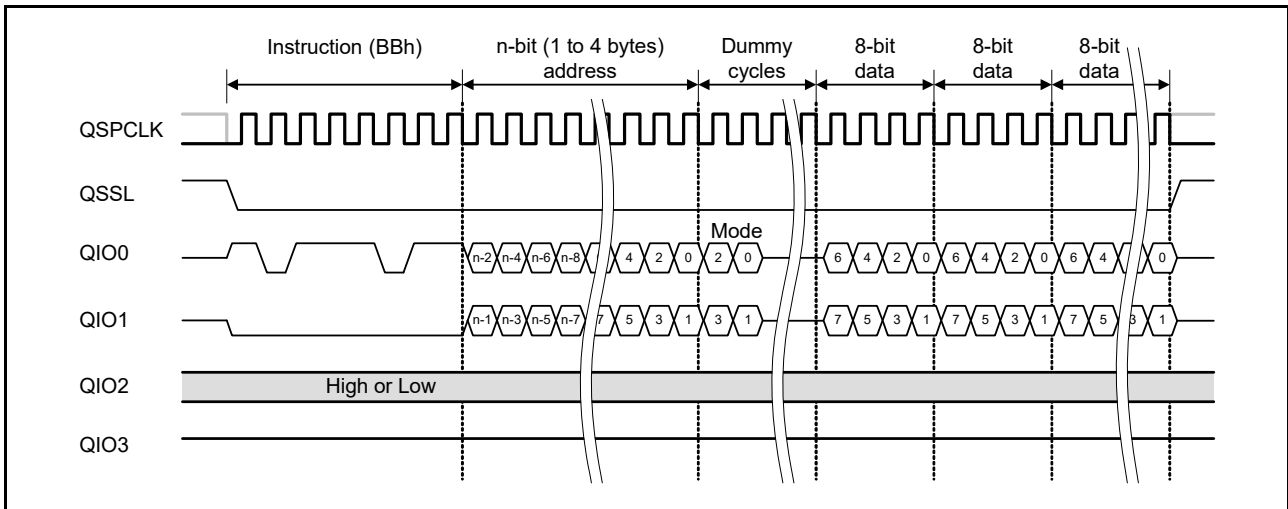 Instruction (BBh) n-bit (1 to 4 bytes) Dummy 8-bit 8-bit 8-bit
address cycles data data data
QSPCLK
QSSL
Mode
QIO0 n-2 n-4 n-6 n-8 4 2 0 2 0 6 4 2 0 6 4 2 0 6 4 0
QIO1 n-1 n-3 n-5 n-7 7 5 3 1 3 1 7 5 3 1 7 5 3 1 7 5 3 1
QIO2 High or Low
QIO3